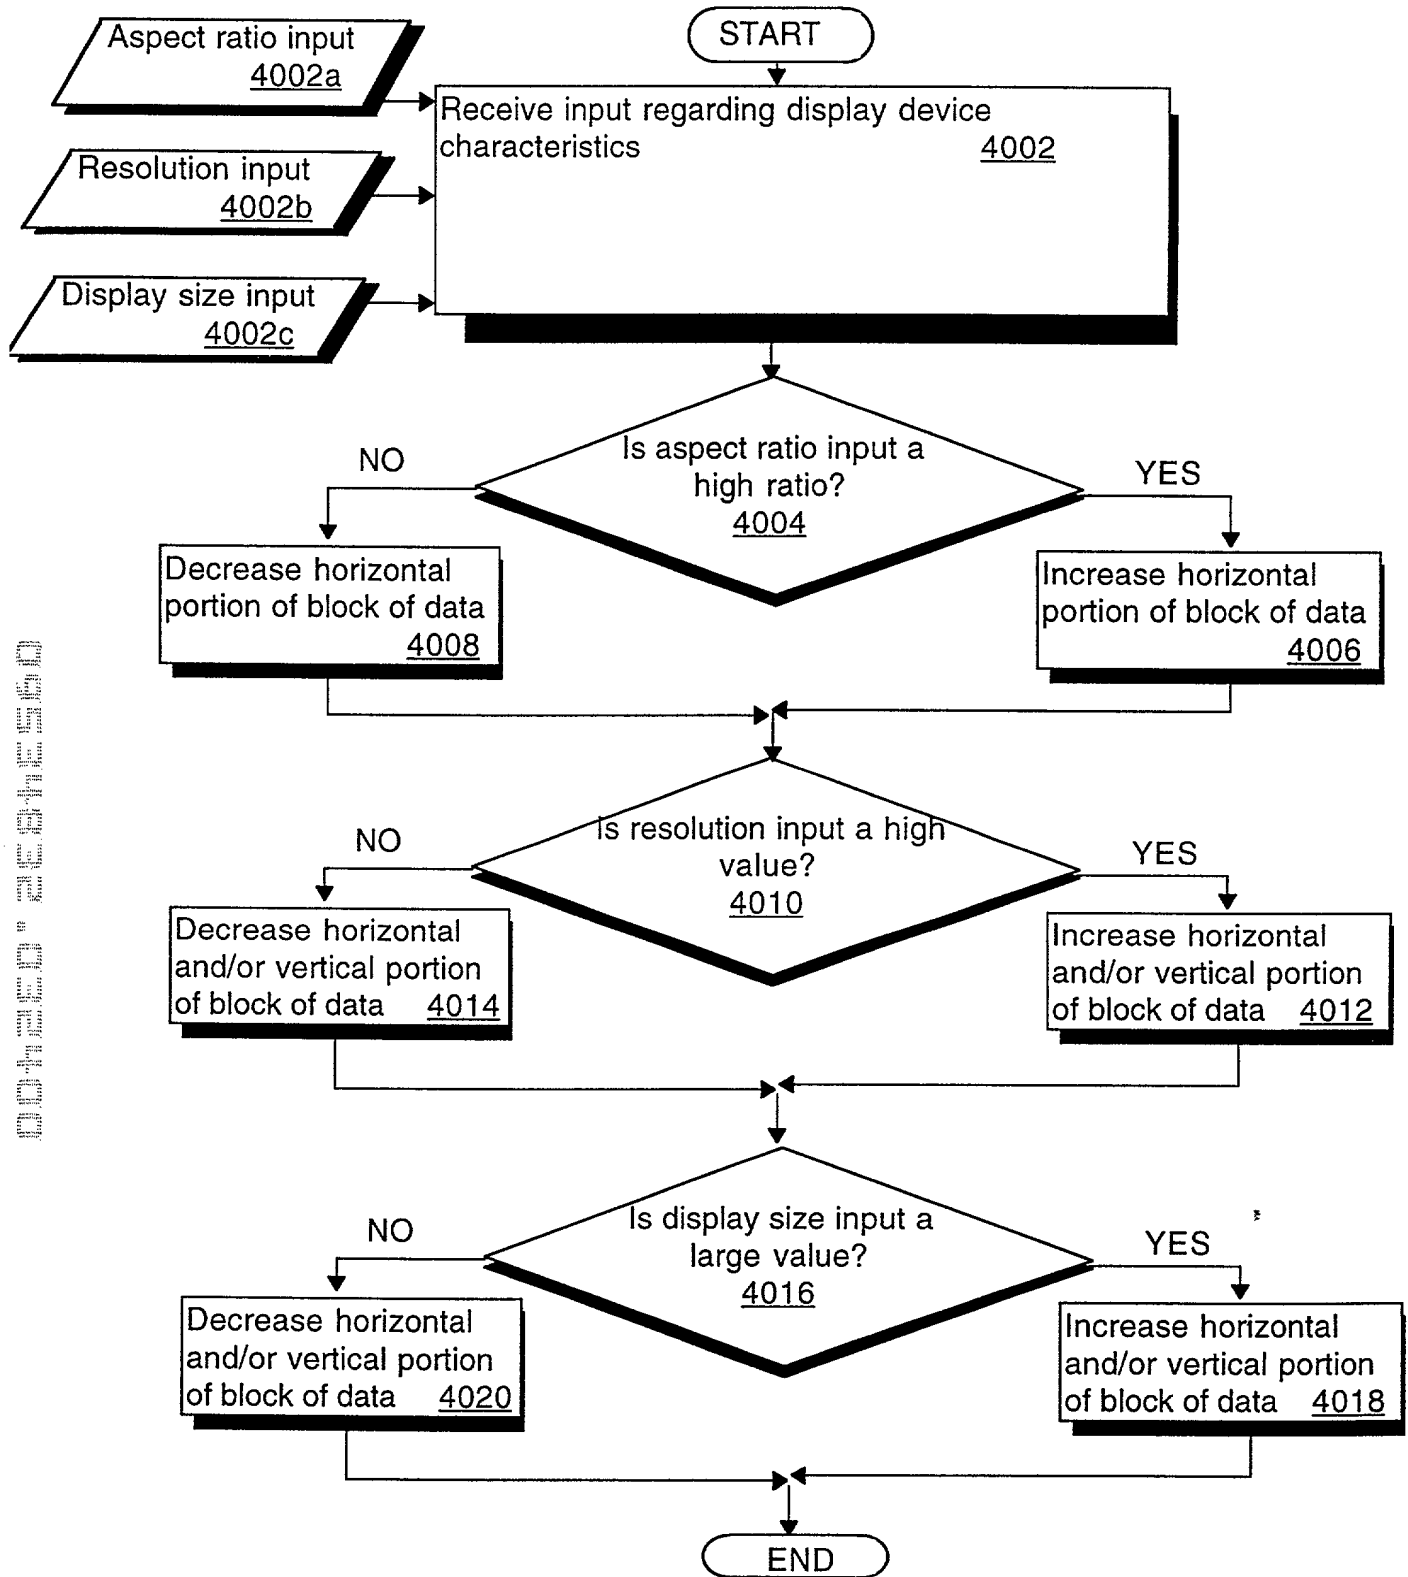 START
Aspect ratio input
4002a
Receive input regarding display device
characteristics 4002
Resolution input
4002b
Display size input
4002c
Is aspect ratio input a
high ratio?
4004
NO
YES
Decrease horizontal
portion of block of data
4008
Increase horizontal
portion of block of data
4006
Is resolution input a high
value?
4010
NO
YES
Decrease horizontal
and/or vertical portion
of block of data 4014
Increase horizontal
and/or vertical portion
of block of data 4012
Is display size input a
large value?
4016
NO
YES
Decrease horizontal
and/or vertical portion
of block of data 4020
Increase horizontal
and/or vertical portion
of block of data 4018
END